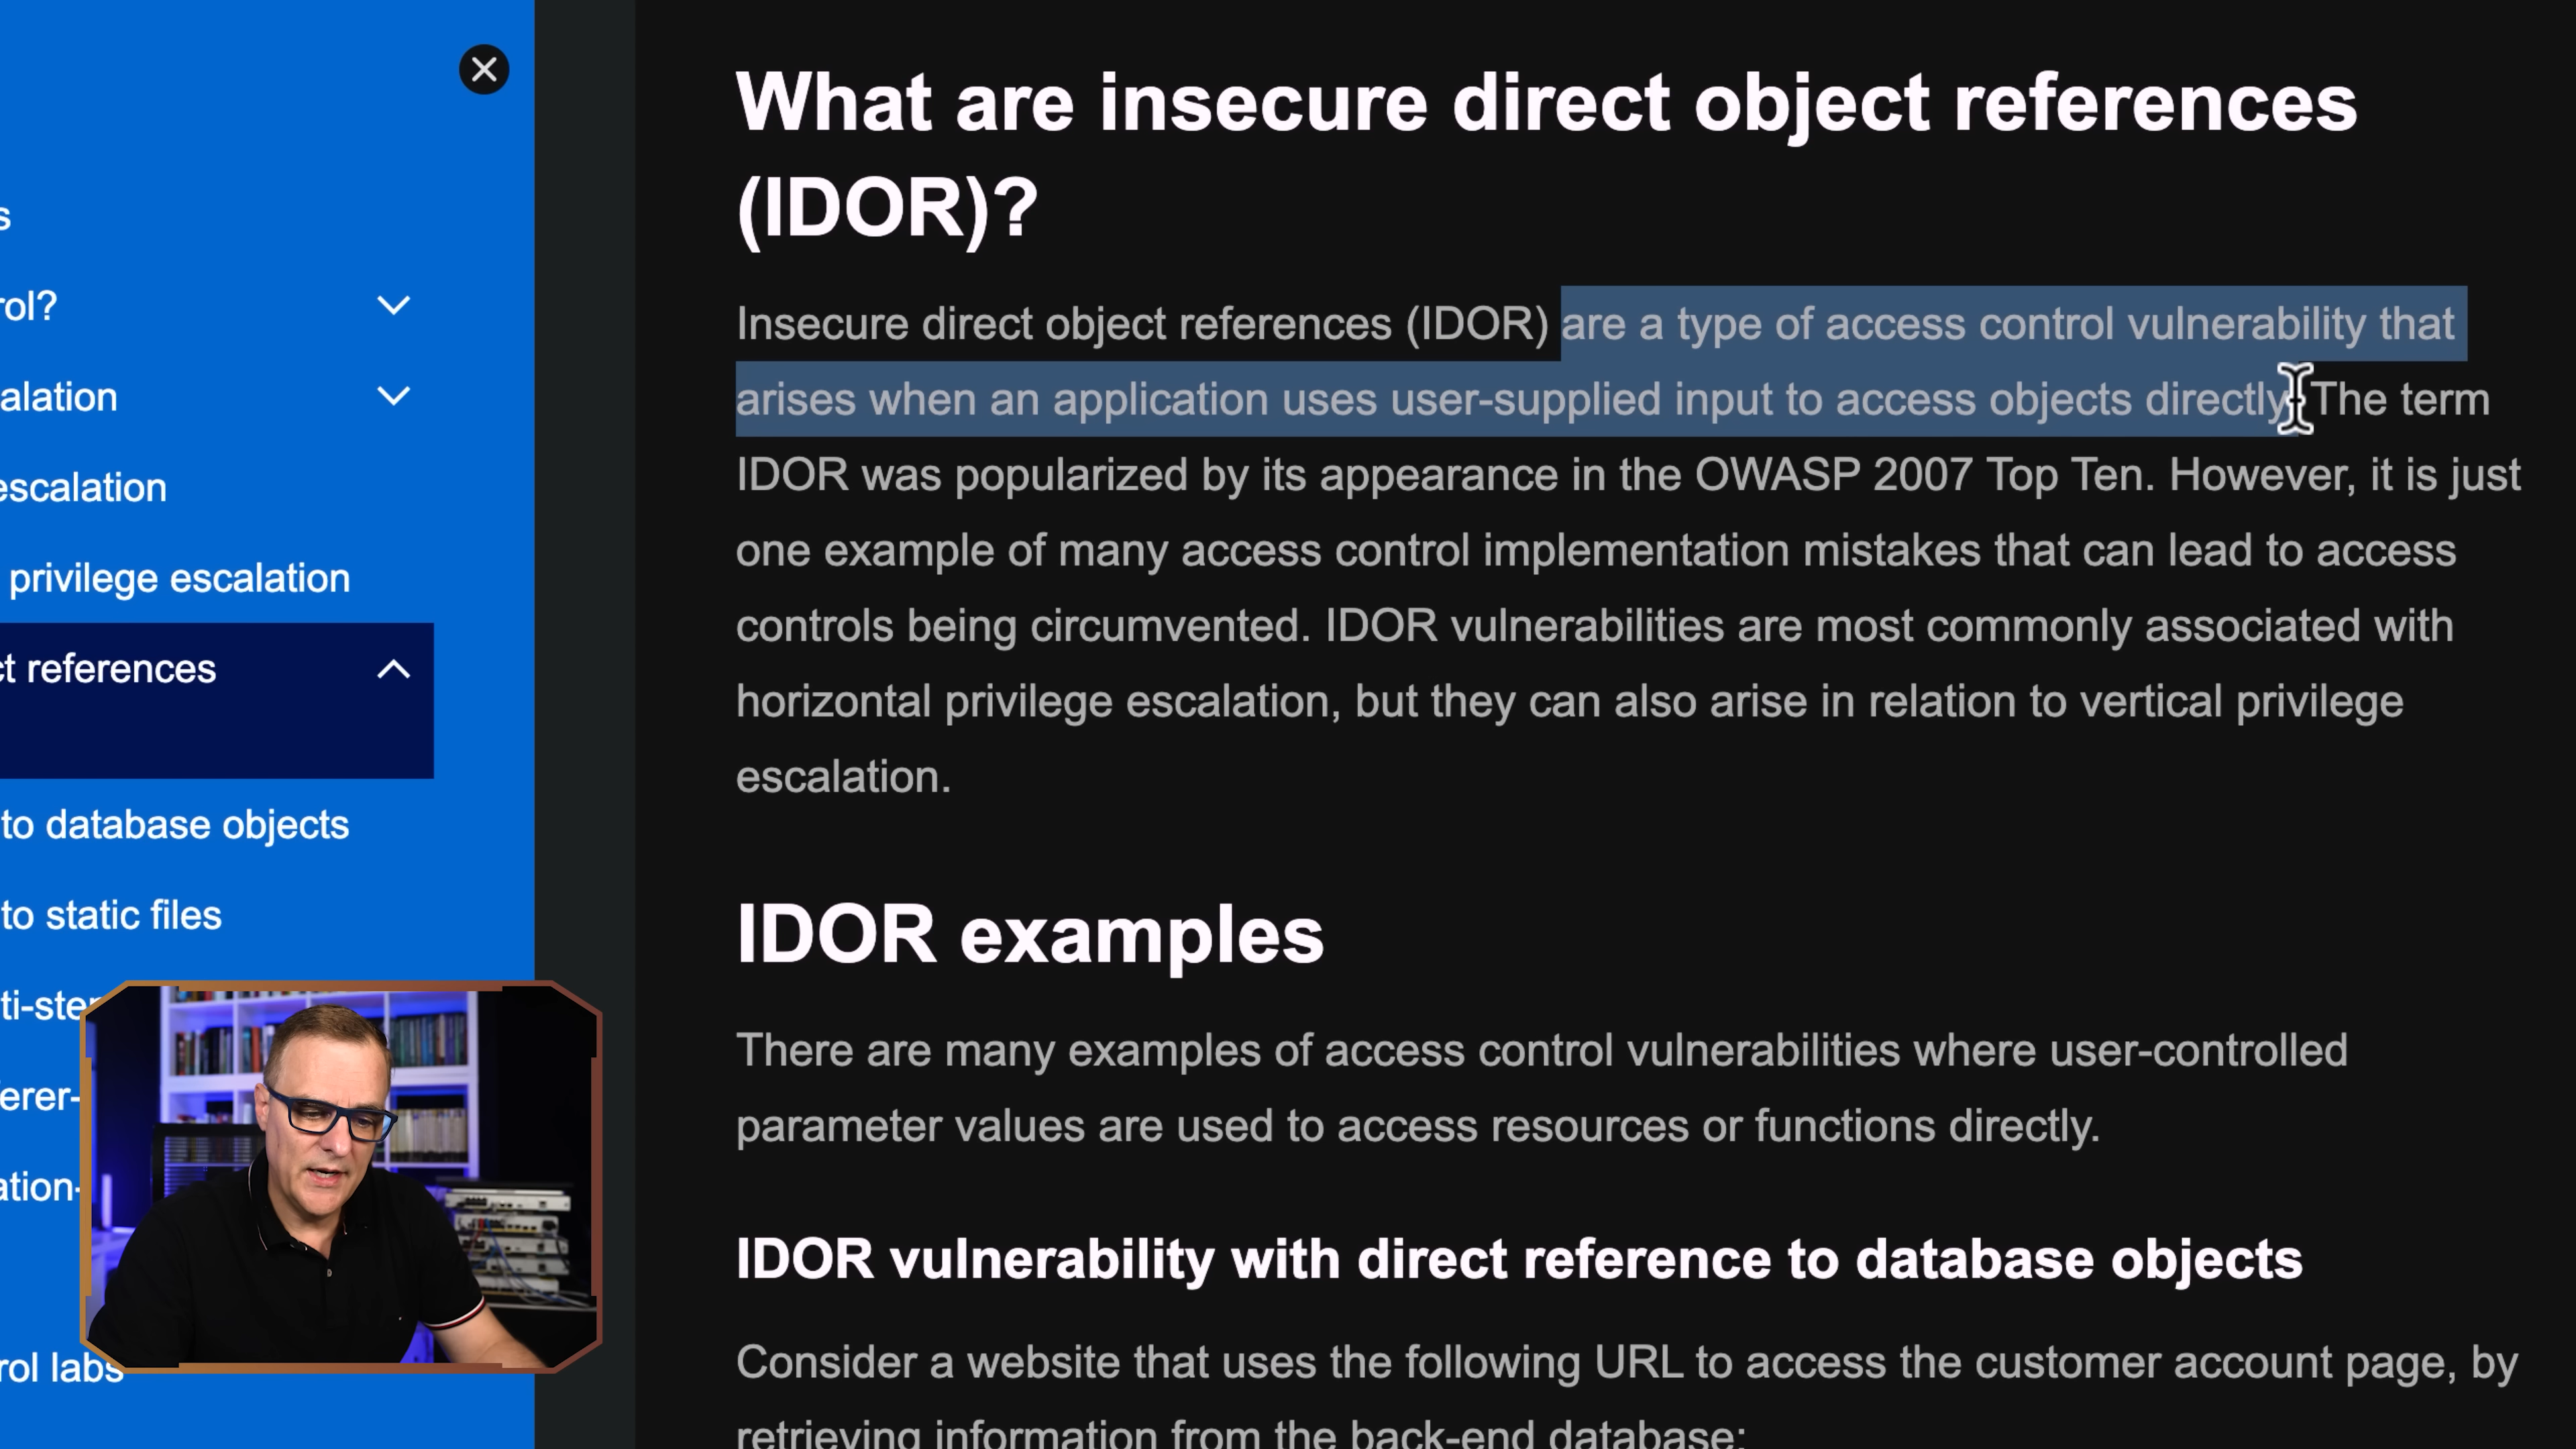 s
rol?
alation
escalation
privilege escalation
ct references
to database objects
to static files
ti-step
erer-
ation-
rol labs
What are insecure direct object references
(IDOR)?
Insecure direct object references (IDOR) are a type of access control vulnerability that
arises when an application uses user-supplied input to access objects directly. The term
IDOR was popularized by its appearance in the OWASP 2007 Top Ten. However, it is just
one example of many access control implementation mistakes that can lead to access
controls being circumvented. IDOR vulnerabilities are most commonly associated with
horizontal privilege escalation, but they can also arise in relation to vertical privilege
escalation.
IDOR examples
There are many examples of access control vulnerabilities where user-controlled
parameter values are used to access resources or functions directly.
IDOR vulnerability with direct reference to database objects
Consider a website that uses the following URL to access the customer account page, by
retrieving information from the back-end database: